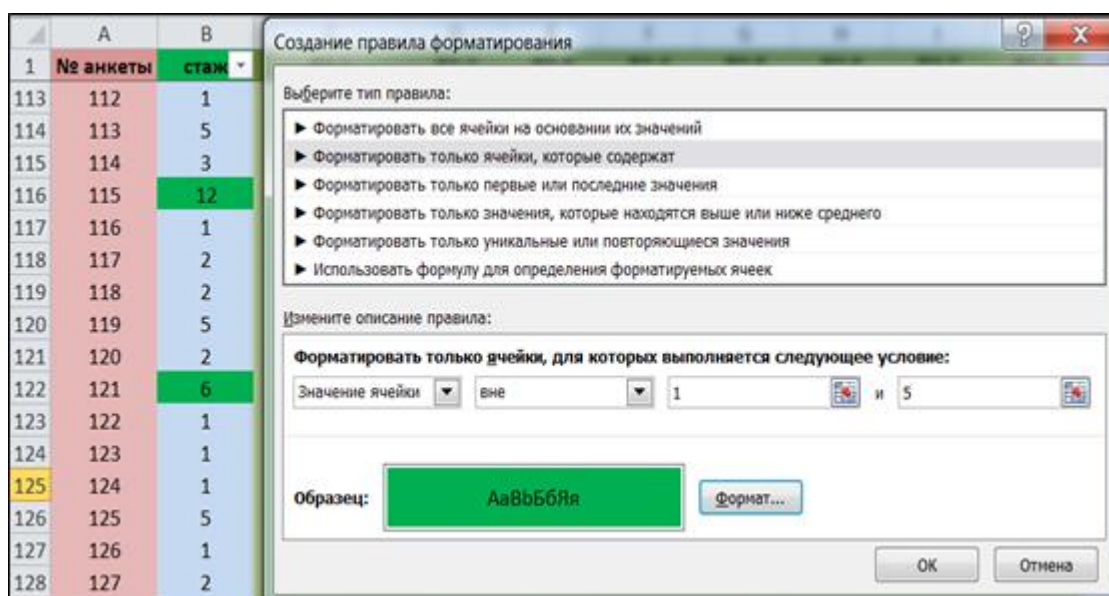 A B
Создание правила форматирования
1 № анкеты стаж
Выберите тип правила:
113 112 1
► Форматировать все ячейки на основании их значений
114 113 5
► Форматировать только ячейки, которые содержат
115 114 3
► Форматировать только первые или последние значения
116 115 12
► Форматировать только значения, которые находятся выше или ниже среднего
117 116 1
► Форматировать только уникальные или повторяющиеся значения
118 117 2
► Использовать формулу для определения форматируемых ячеек
119 118 2
Измените описание правила:
120 119 5
121 120 2
Форматировать только ячейки, для которых выполняется следующее условие:
122 121 6
Значение ячейки вне 1 и 5
123 122 1
124 123 1
125 124 1
Образец: АаВbБбЯя Формат...
126 125 5
127 126 1
ОК Отмена
128 127 2